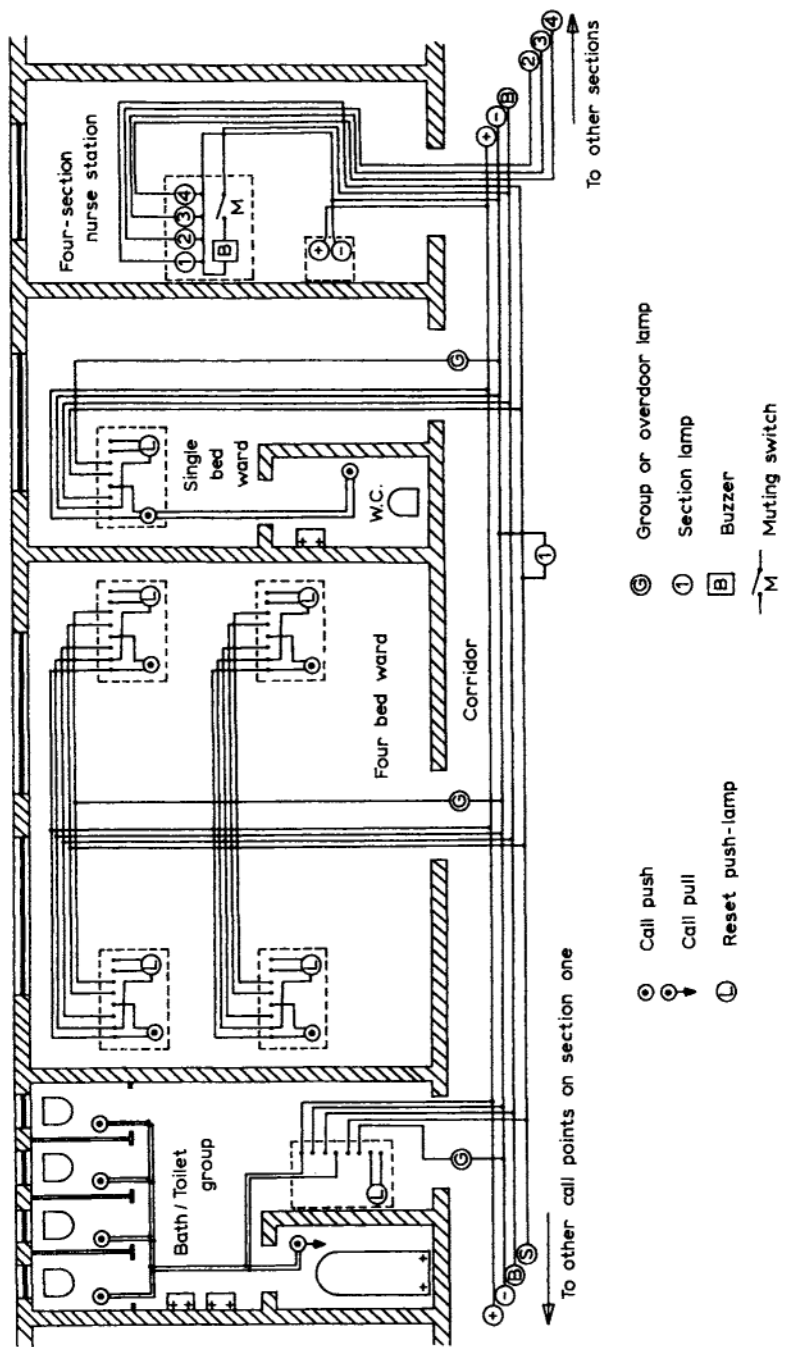 Bath/Toilet
group
L
G
Four bed ward
L
L
L
L
G
Single
bed
ward
L
W.C.
G
Four-section
nurse station
1 2 3 4
B
M
+ −
Corridor
1
+
−
B
S
+
−
B
2
3
4
To other call points on section one
To other sections
Call push
Call pull
L Reset push-lamp
G Group or overdoor lamp
1 Section lamp
B Buzzer
M Muting switch